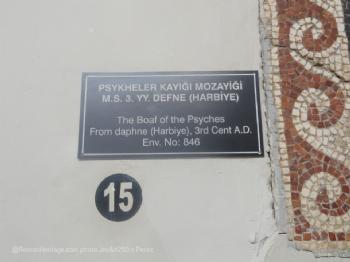 PSYKHELER KAYIĞI MOZAYİĞİ
M.S. 3. YY. DEFNE (HARBİYE)
The Boaf of the Psyches
From daphne (Harbiye), 3rd Cent A.D.
Env. No: 846
15